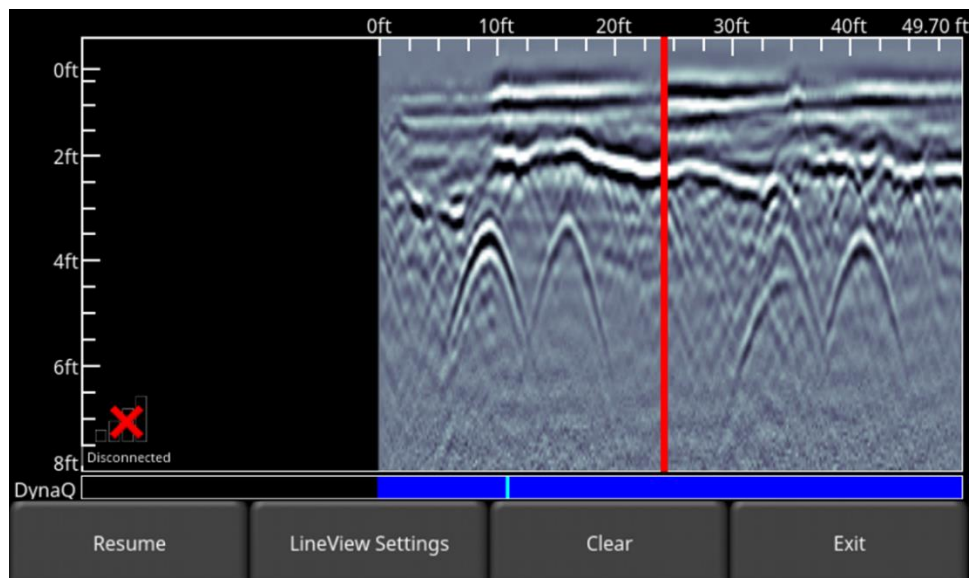 0ft 10ft 20ft 30ft 40ft 49.70 ft
0ft
2ft
4ft
6ft
8ft
Disconnected
DynaQ
Resume LineView Settings Clear Exit